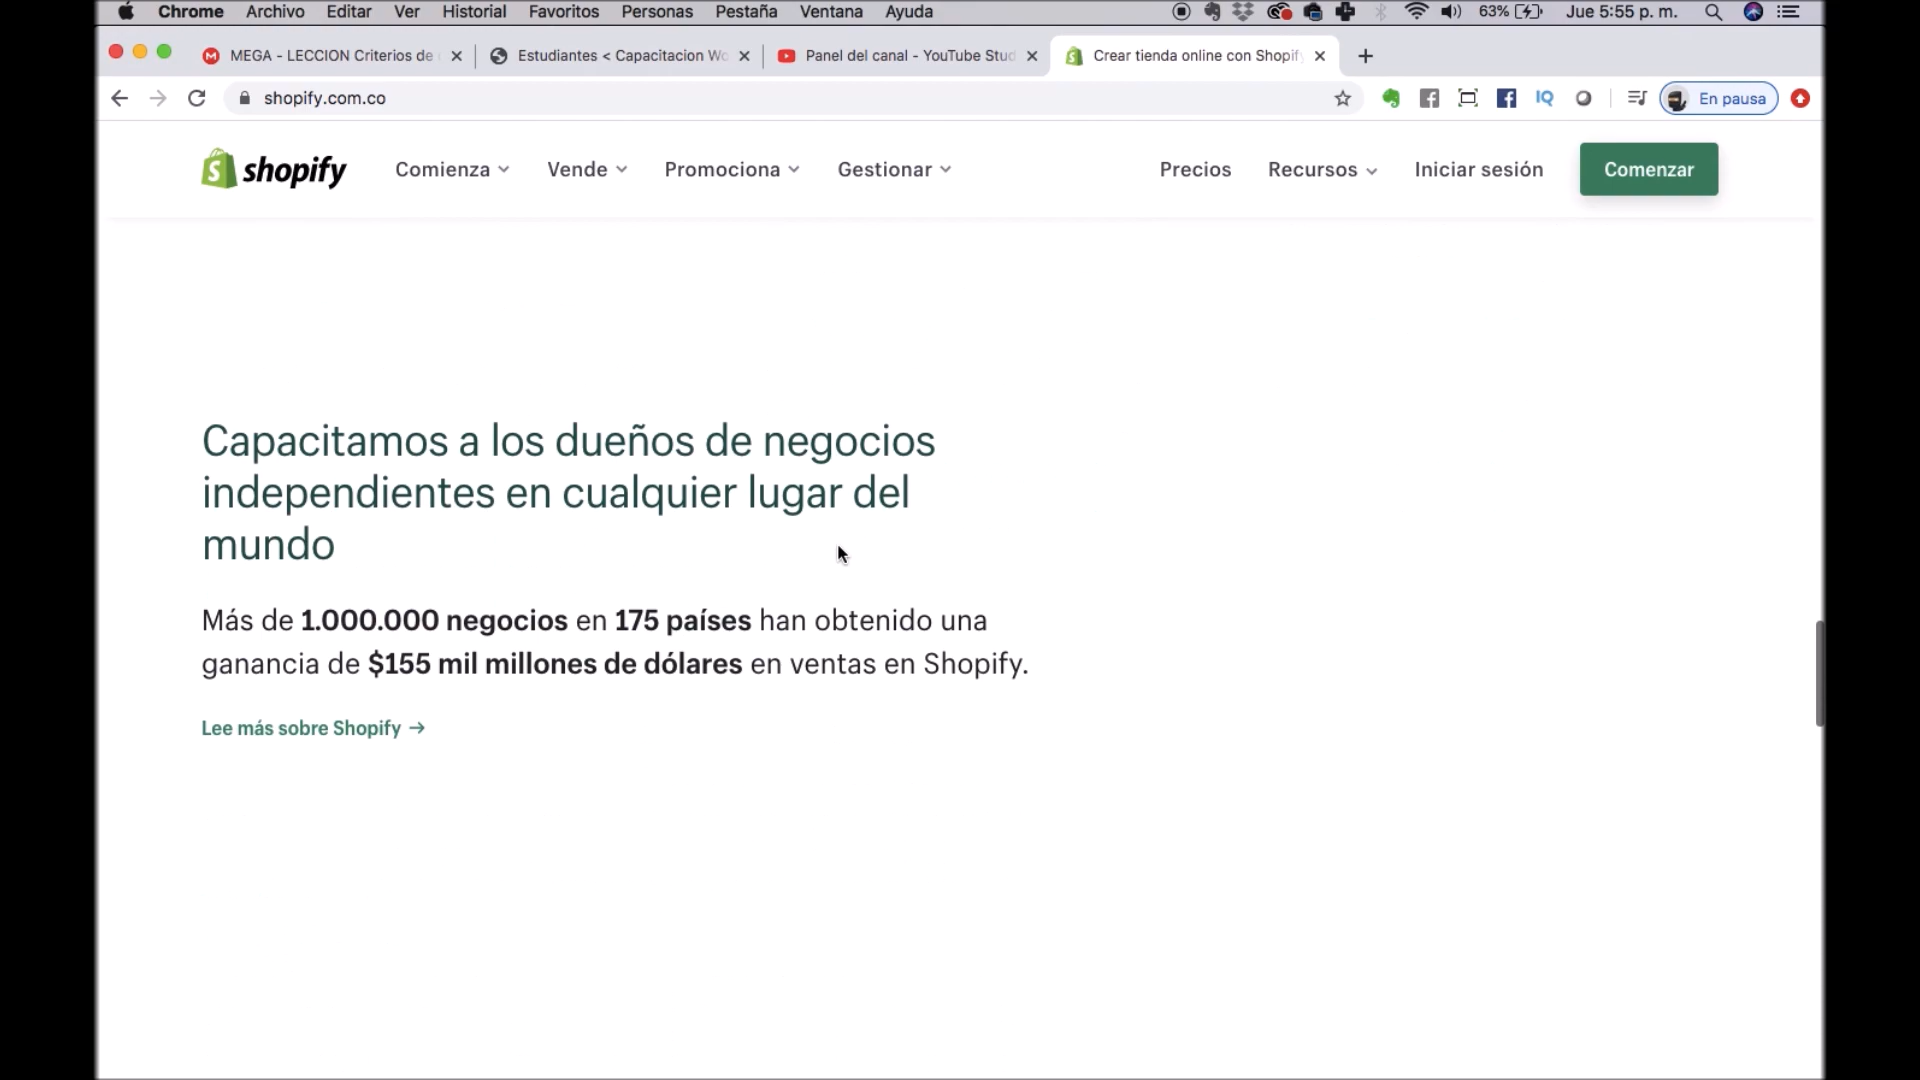 Chrome Archivo Editar Ver Historial Favoritos Personas Pestaña Ventana Ayuda 63% Jue 5:55 p. m.
MEGA - LECCION Criterios de Estudiantes < Capacitacion Wo Panel del canal - YouTube Stud Crear tienda online con Shopify
shopify.com.co IQ En pausa
shopify Comienza Vende Promociona Gestionar Precios Recursos Iniciar sesión Comenzar
Capacitamos a los dueños de negocios
independientes en cualquier lugar del
mundo
Más de 1.000.000 negocios en 175 países han obtenido una
ganancia de $155 mil millones de dólares en ventas en Shopify.
Lee más sobre Shopify →